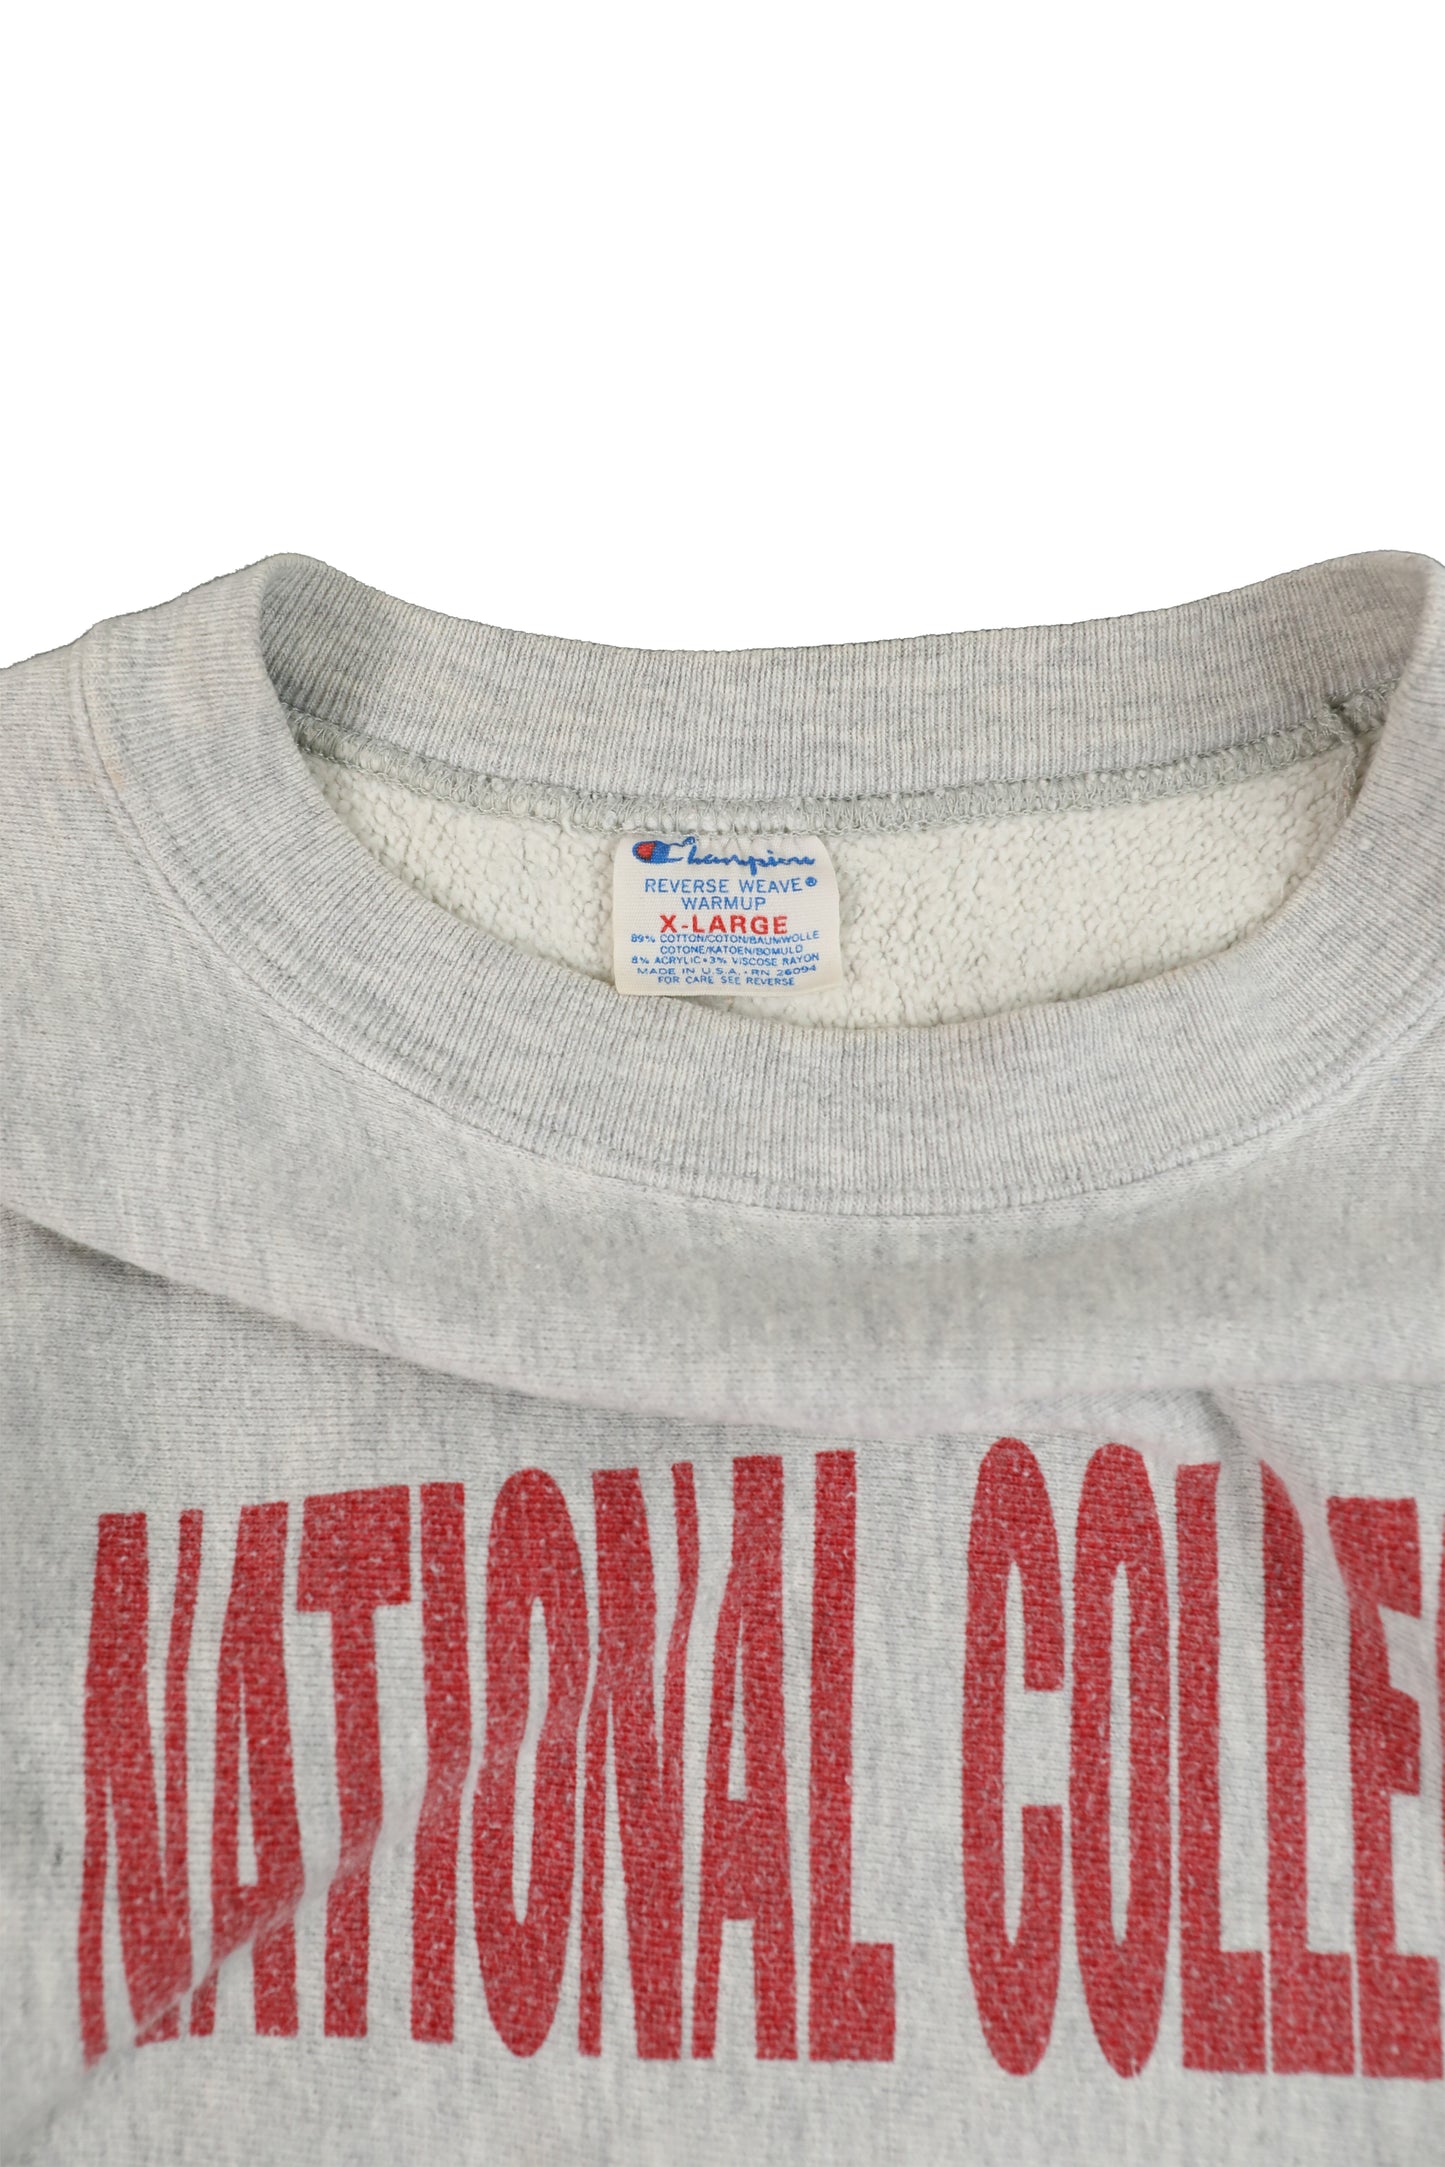 Champion
REVERSE WEAVE®
WARMUP
X-LARGE
89% COTTON/COTON/BAUMWOLLE
COTONE/KATOEN/BOMULD
8% ACRYLIC • 3% VISCOSE RAYON
MADE IN U.S.A. • RN 26094
FOR CARE SEE REVERSE
NATIONAL COLLE